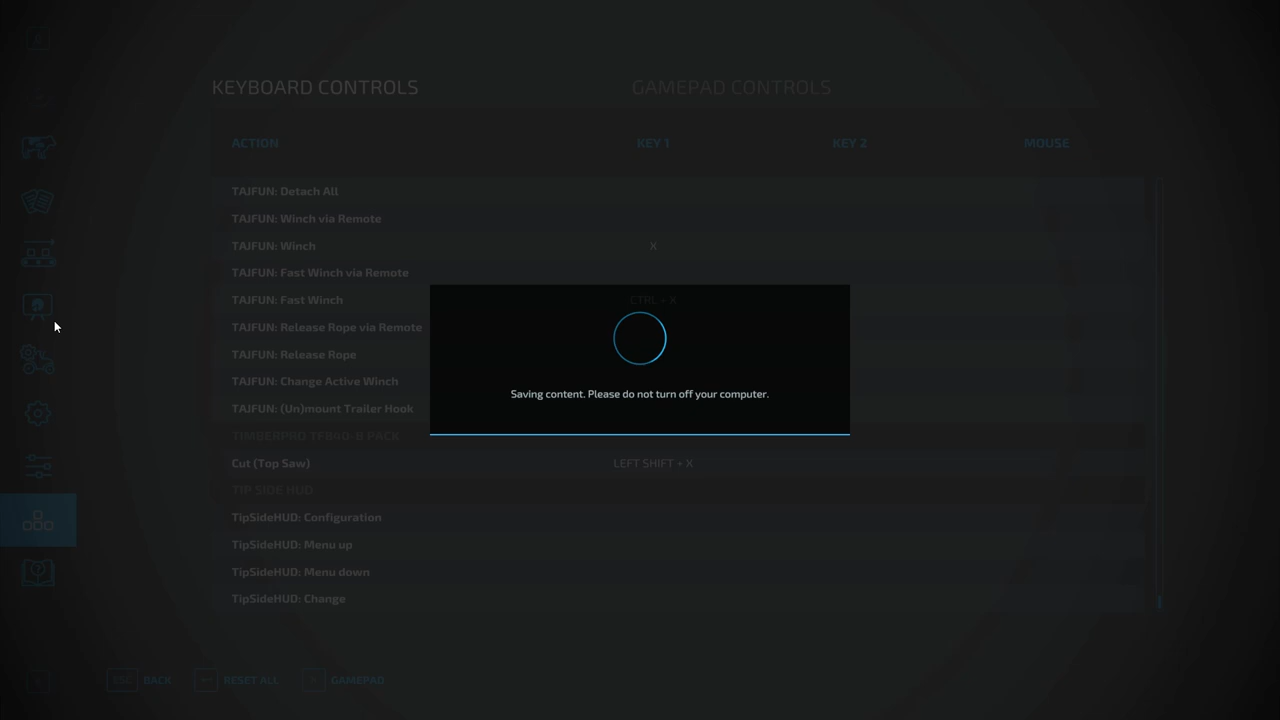 KEYBOARD CONTROLS GAMEPAD CONTROLS
ACTION KEY 1 KEY 2 MOUSE
TAJFUN: Detach All
TAJFUN: Winch via Remote
TAJFUN: Winch X
TAJFUN: Fast Winch via Remote
TAJFUN: Fast Winch CTRL + X
TAJFUN: Release Rope via Remote
TAJFUN: Release Rope
TAJFUN: Change Active Winch
Saving content. Please do not turn off your computer.
TAJFUN: (Un)mount Trailer Hook
TIMBERPRO TF840-B PACK
Cut (Top Saw) LEFT SHIFT + X
TIP SIDE HUD
TipSideHUD: Configuration
TipSideHUD: Menu up
TipSideHUD: Menu down
TipSideHUD: Change
ESC BACK RESET ALL X GAMEPAD